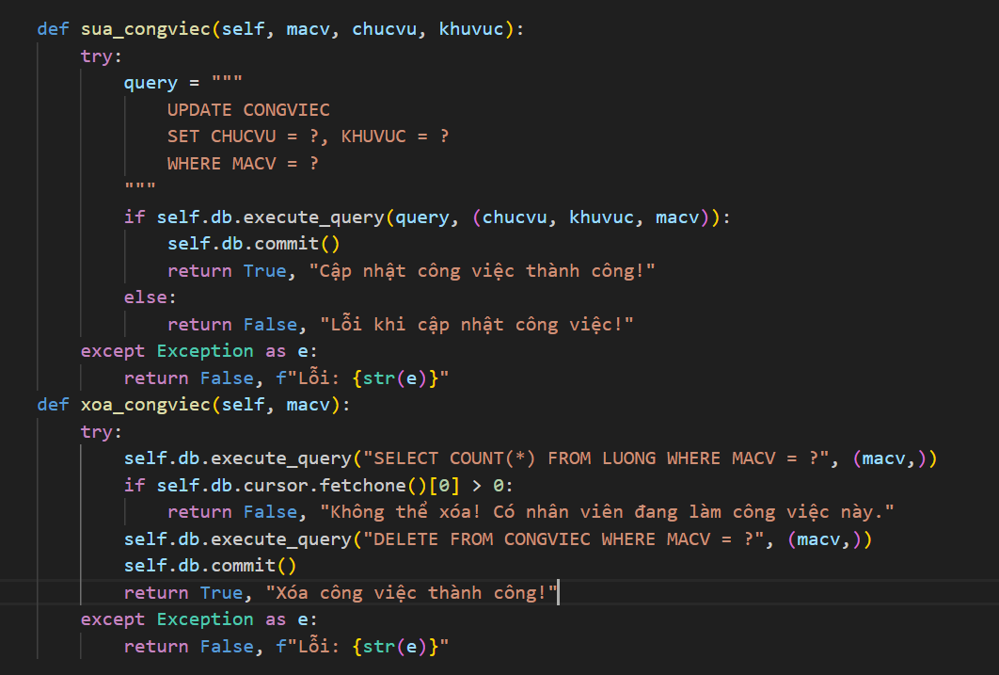 def sua_congviec(self, macv, chucvu, khuvuc):
    try:
        query = """
            UPDATE CONGVIEC
            SET CHUCVU = ?, KHUVUC = ?
            WHERE MACV = ?
        """
        if self.db.execute_query(query, (chucvu, khuvuc, macv)):
            self.db.commit()
            return True, "Cập nhật công việc thành công!"
        else:
            return False, "Lỗi khi cập nhật công việc!"
    except Exception as e:
        return False, f"Lỗi: {str(e)}"
def xoa_congviec(self, macv):
    try:
        self.db.execute_query("SELECT COUNT(*) FROM LUONG WHERE MACV = ?", (macv,))
        if self.db.cursor.fetchone()[0] > 0:
            return False, "Không thể xóa! Có nhân viên đang làm công việc này."
        self.db.execute_query("DELETE FROM CONGVIEC WHERE MACV = ?", (macv,))
        self.db.commit()
        return True, "Xóa công việc thành công!"
    except Exception as e:
        return False, f"Lỗi: {str(e)}"